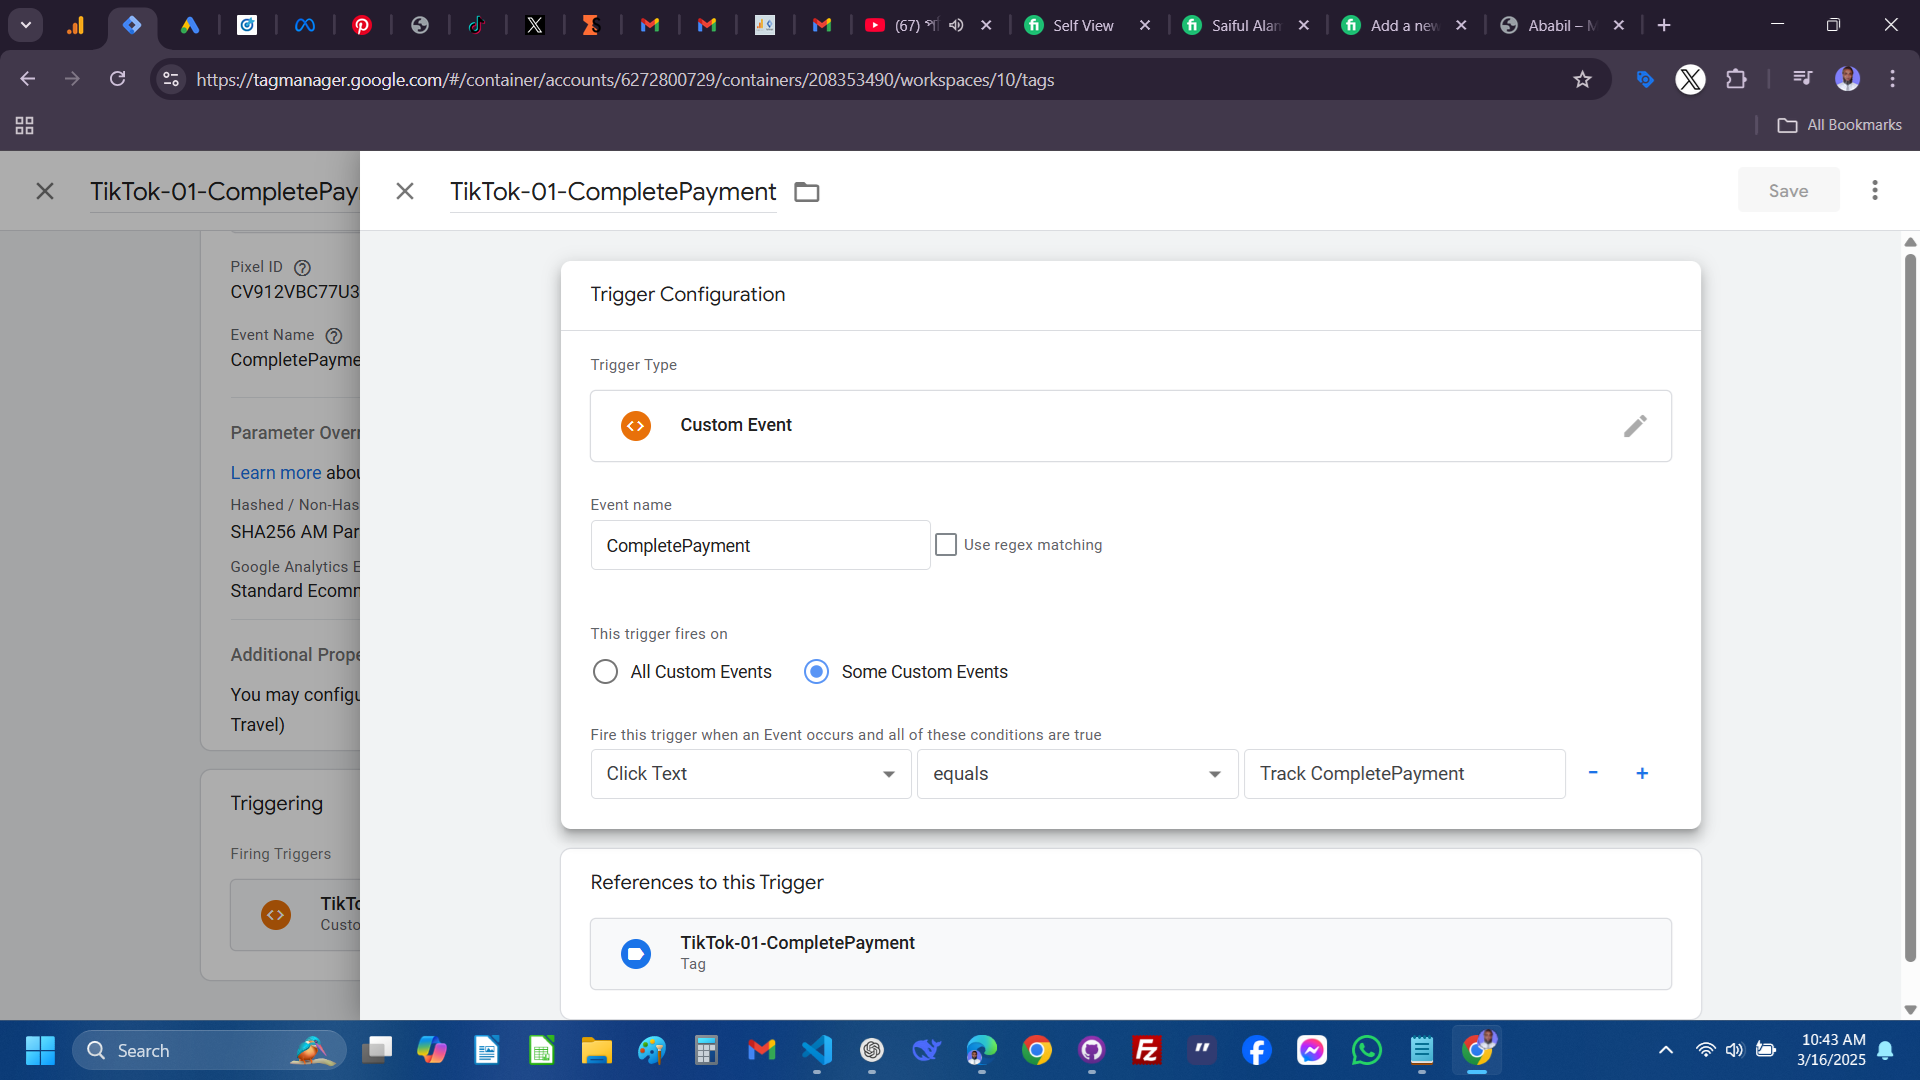 (67)
Self View
Saiful Alam
Add a new
Ababil – M
https://tagmanager.google.com/#/container/accounts/6272800729/containers/208353490/workspaces/10/tags
All Bookmarks
TikTok-01-CompletePay
TikTok-01-CompletePayment
Save
Pixel ID
CV912VBC77U3
Event Name
CompletePayme
Parameter Overr
Learn more abou
Hashed / Non-Has
SHA256 AM Par
Google Analytics E
Standard Ecomm
Additional Prope
You may configu
Travel)
Triggering
Firing Triggers
TikTo
Custo
Trigger Configuration
Trigger Type
Custom Event
Event name
CompletePayment
Use regex matching
This trigger fires on
All Custom Events
Some Custom Events
Fire this trigger when an Event occurs and all of these conditions are true
Click Text
equals
Track CompletePayment
- +
References to this Trigger
TikTok-01-CompletePayment
Tag
Search
10:43 AM
3/16/2025